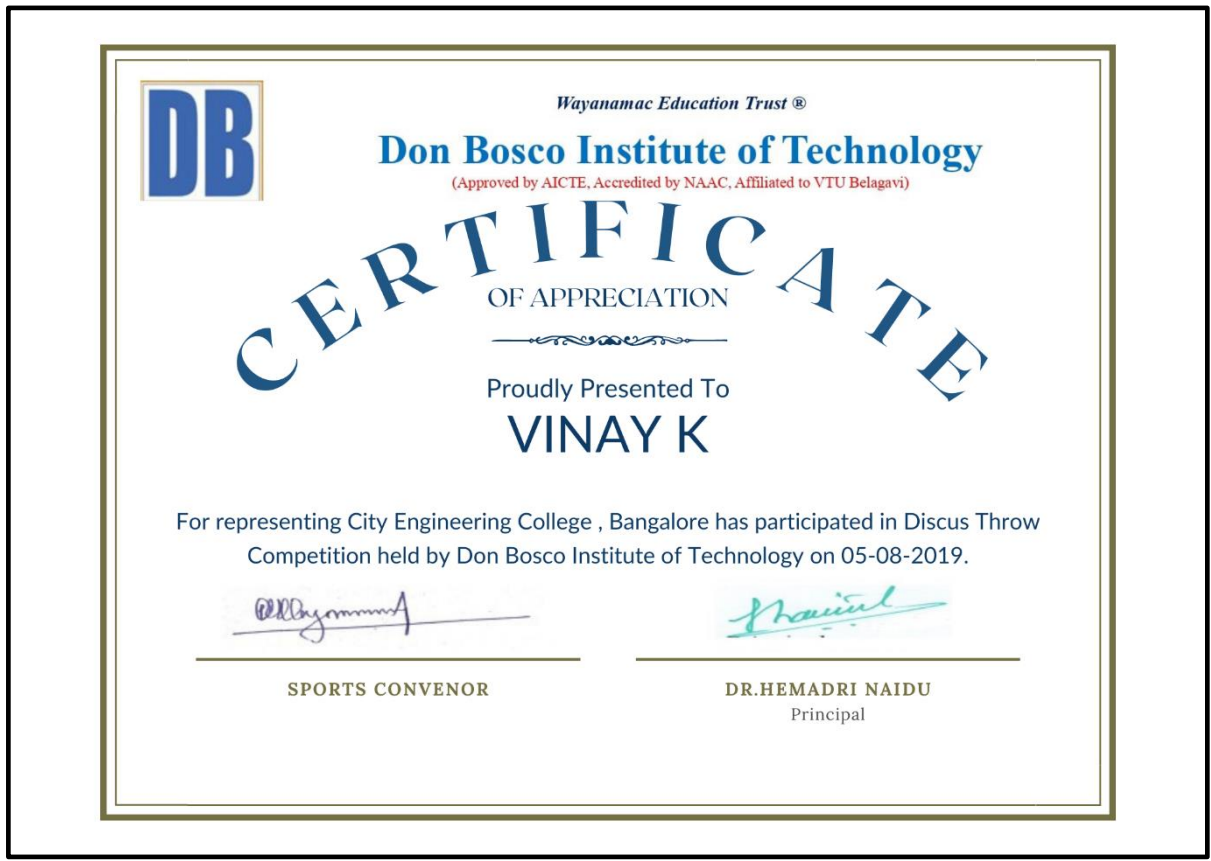 DB
Wayanamac Education Trust ®
Don Bosco Institute of Technology
(Approved by AICTE, Accredited by NAAC, Affiliated to VTU Belagavi)
CERTIFICATE
OF APPRECIATION
Proudly Presented To
VINAY K
For representing City Engineering College , Bangalore has participated in Discus Throw
Competition held by Don Bosco Institute of Technology on 05-08-2019.
SPORTS CONVENOR
DR.HEMADRI NAIDU
Principal